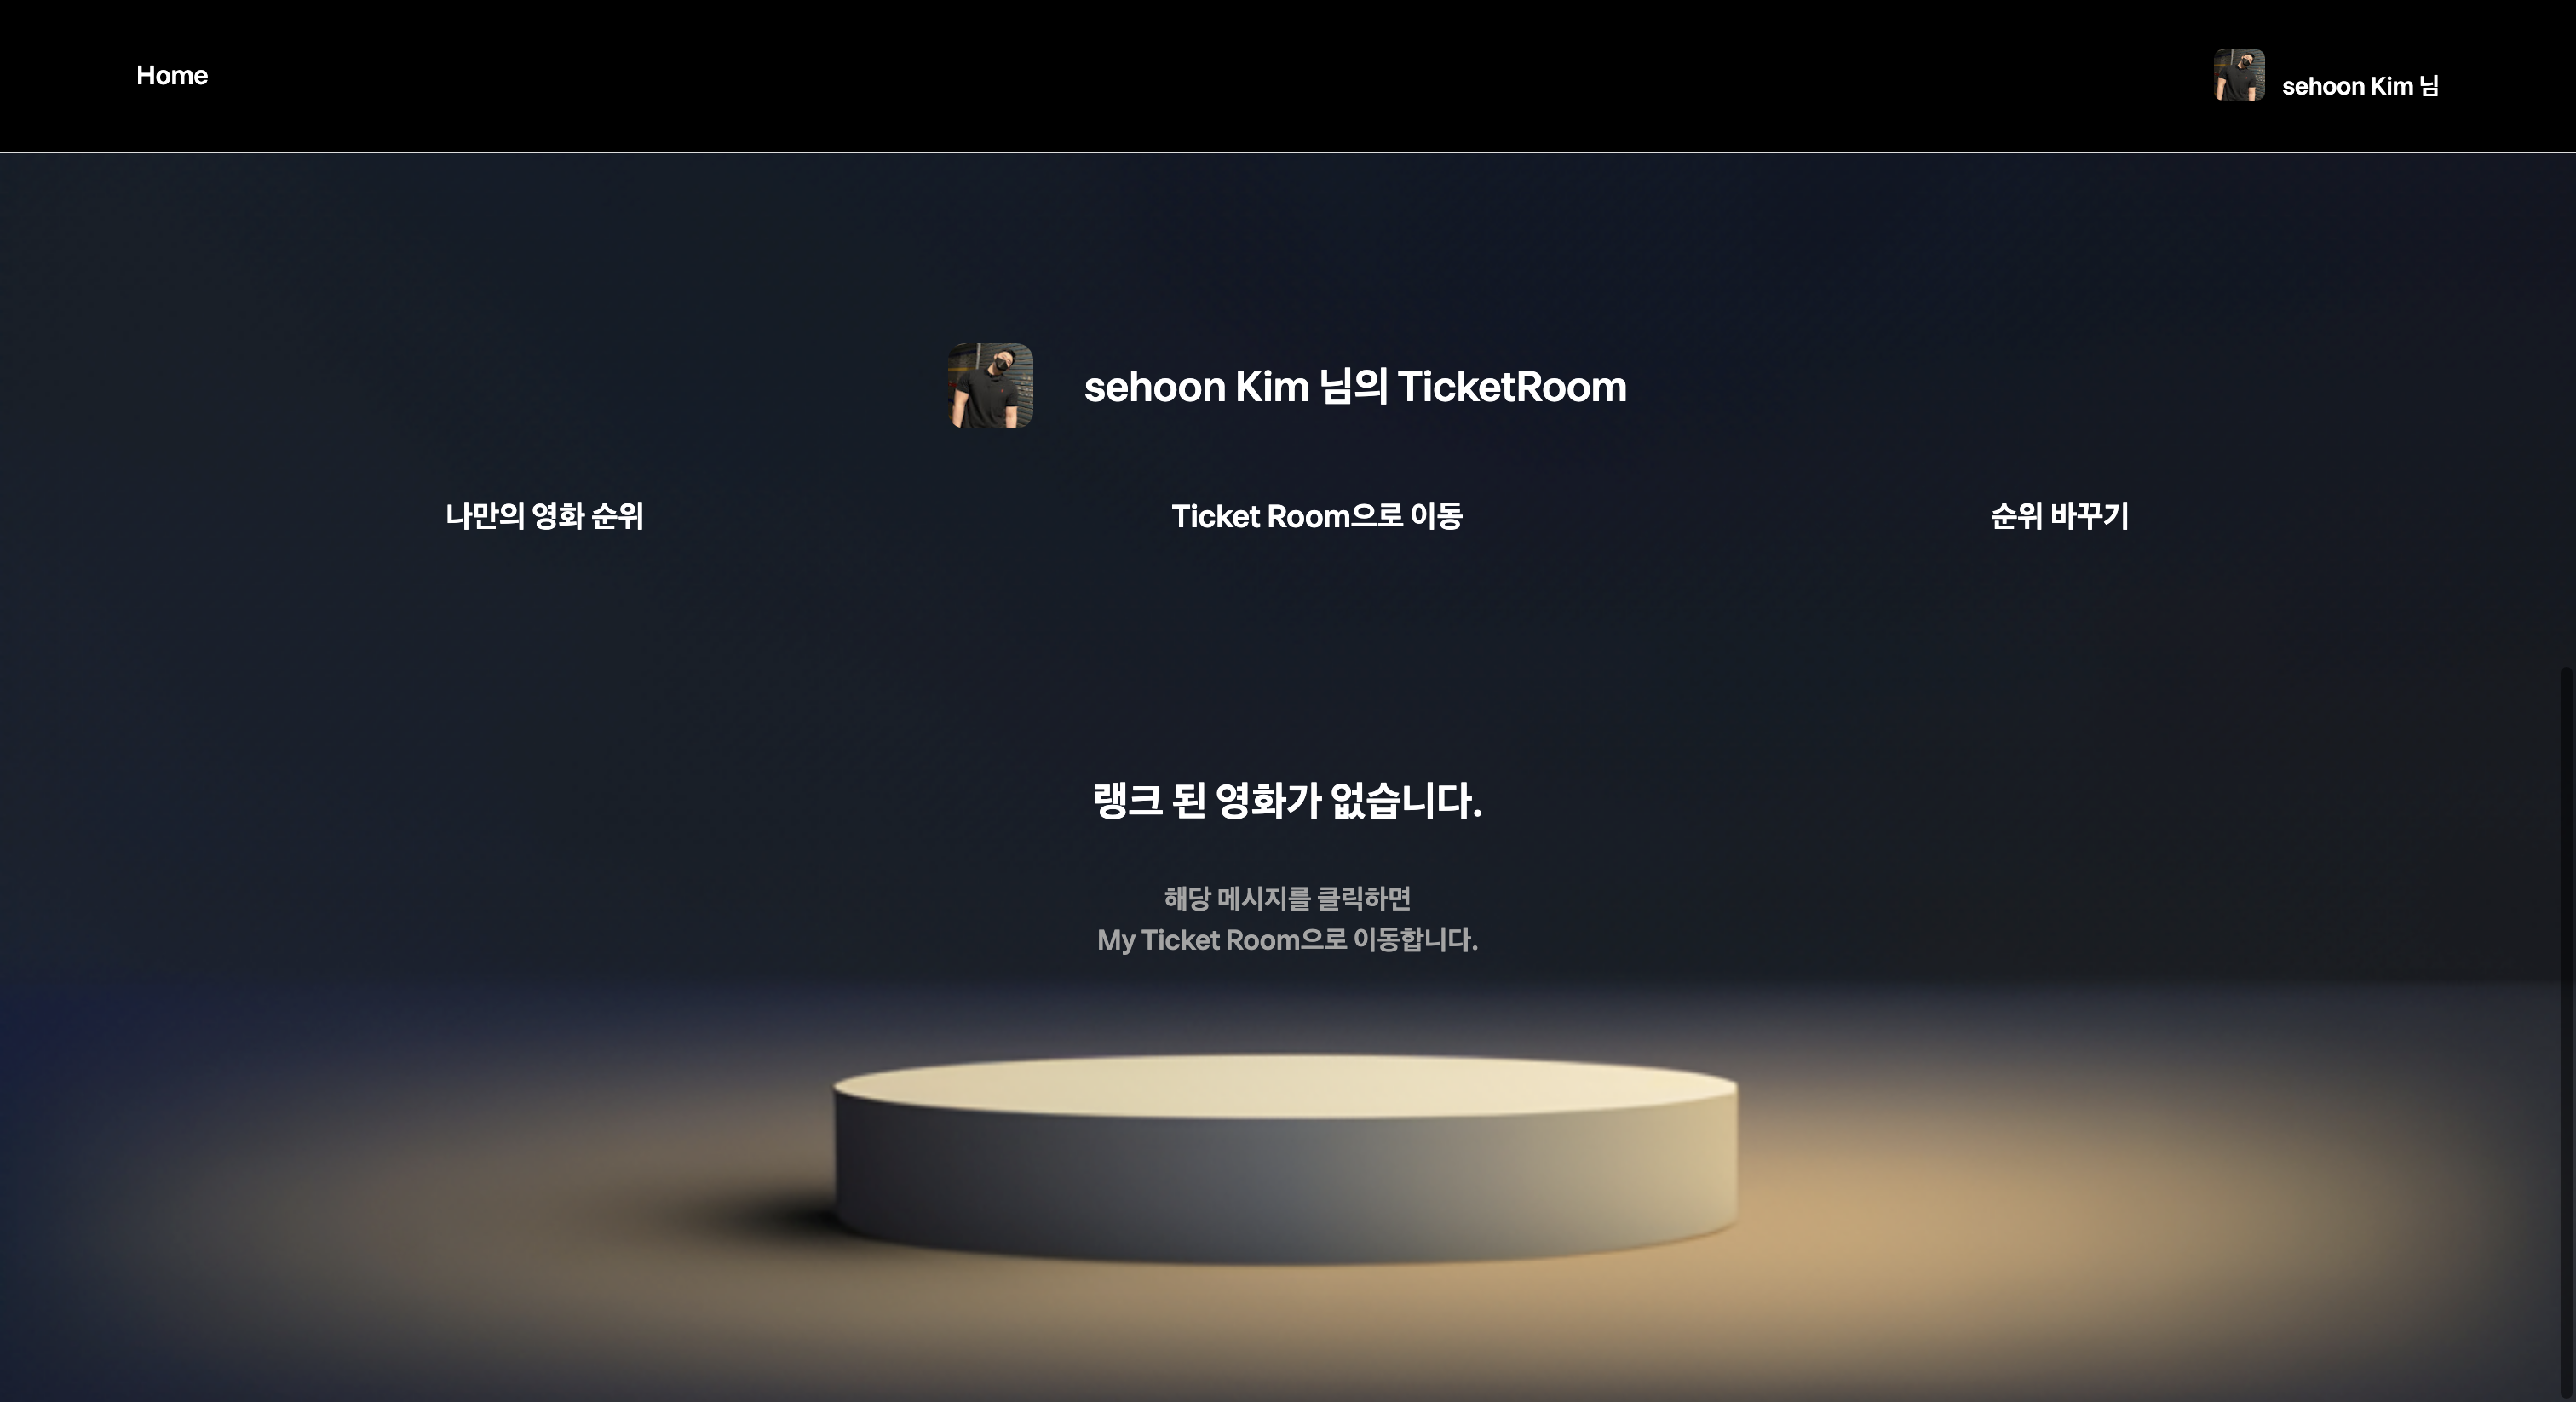 Home
sehoon Kim 님
sehoon Kim 님의 TicketRoom
나만의 영화 순위
Ticket Room으로 이동
순위 바꾸기
랭크 된 영화가 없습니다.
해당 메시지를 클릭하면
My Ticket Room으로 이동합니다.